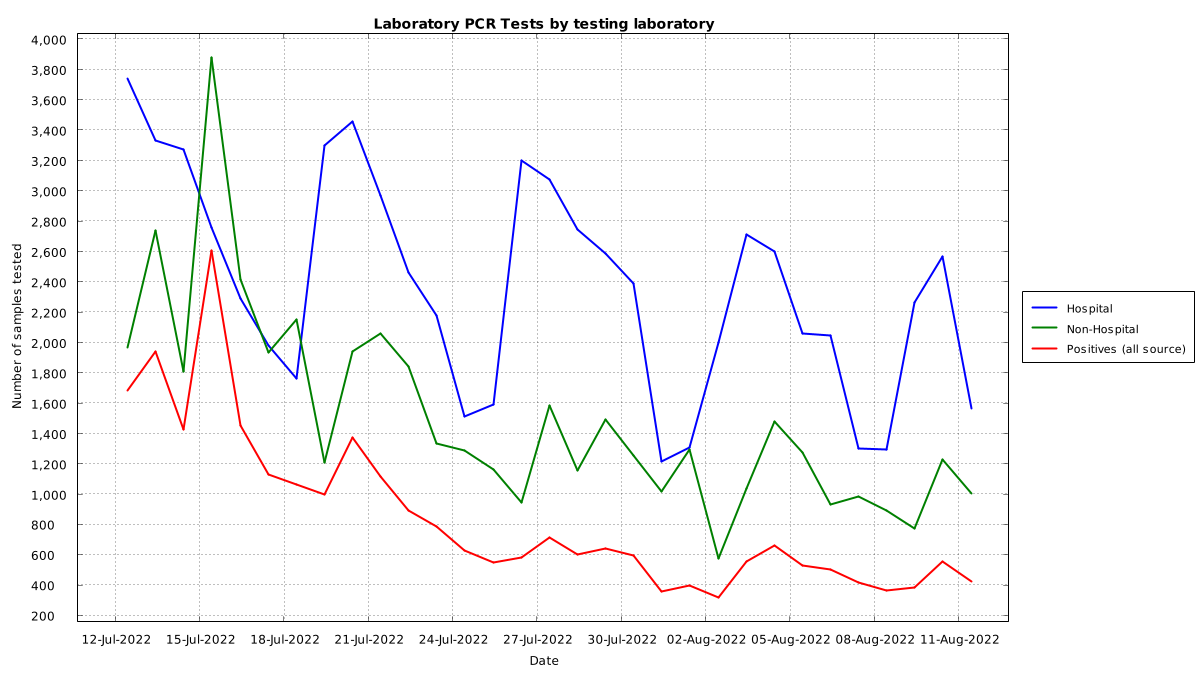 Laboratory PCR Tests by testing laboratory
4,000
3,800
3,600
3,400
3,200
3,000
2,800
2,600
2,400
2,200
2,000
1,800
1,600
1,400
1,200
1,000
800
600
400
200
Number of samples tested
12-Jul-2022 15-Jul-2022 18-Jul-2022 21-Jul-2022 24-Jul-2022 27-Jul-2022 30-Jul-2022 02-Aug-2022 05-Aug-2022 08-Aug-2022 11-Aug-2022
Date
Hospital
Non-Hospital
Positives (all source)